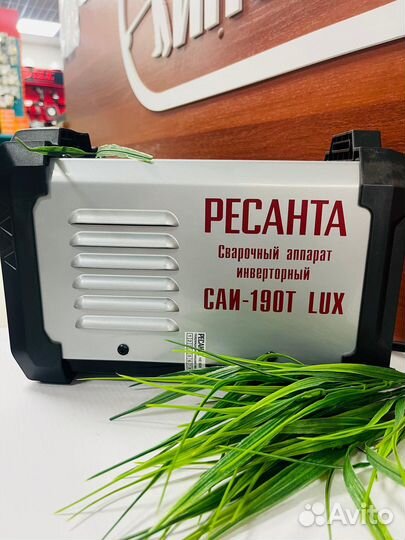 РЕСАНТА
Сварочный аппарат
инверторный
САИ-190Т LUX
Avito